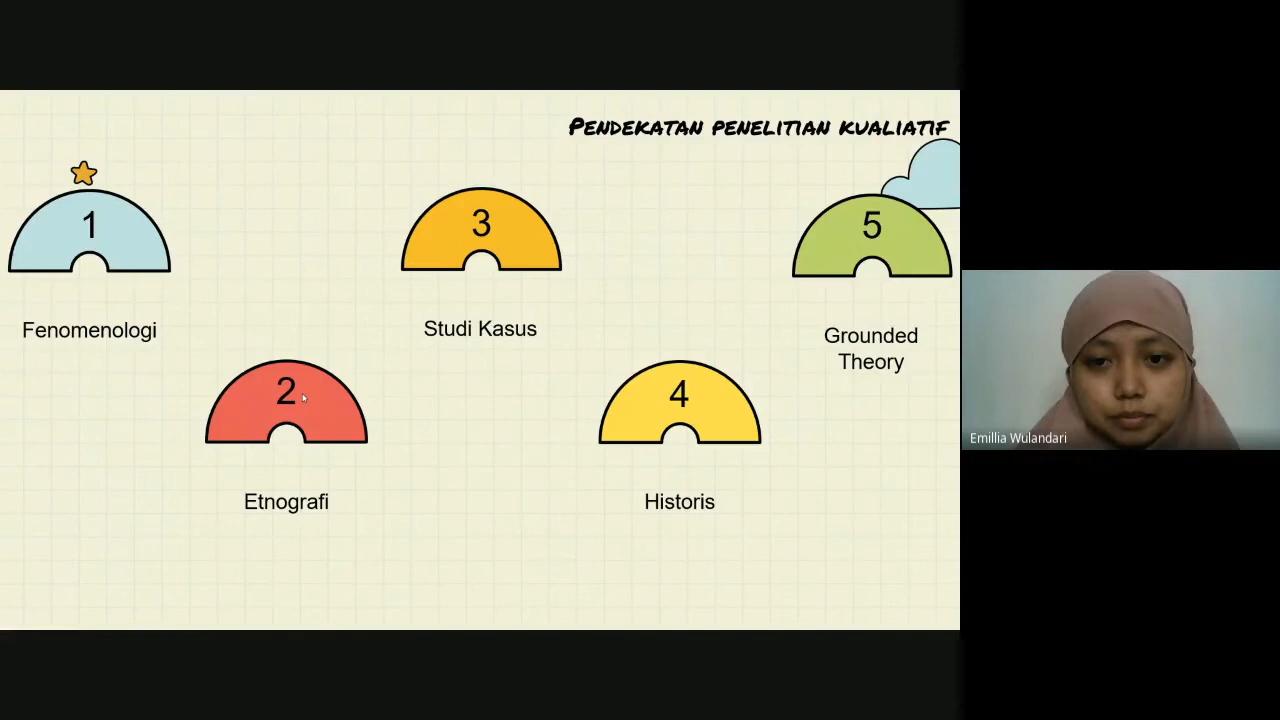 PENDEKATAN PENELITIAN KUALIATIF
1
Fenomenologi
2
Etnografi
3
Studi Kasus
4
Historis
5
Grounded
Theory
Emillia Wulandari